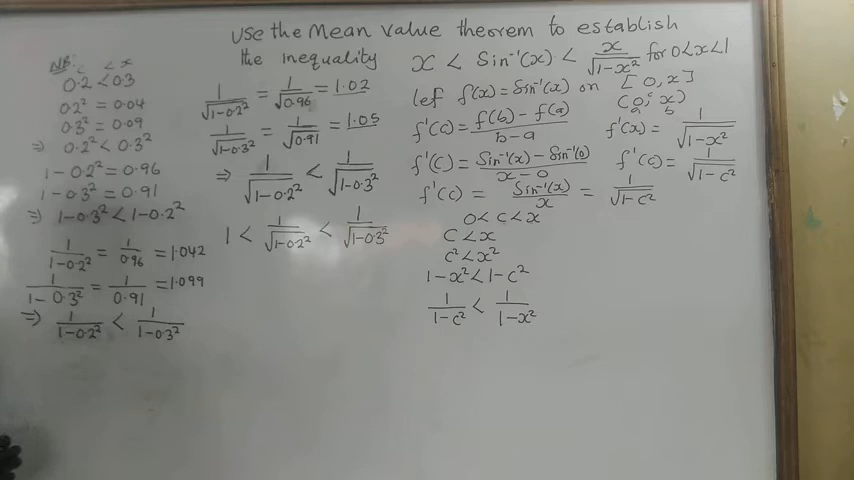 Use the Mean value theorem to establish
the inequality x < Sin⁻¹(x) < x/√(1-x²) for 0<x<1
NB: c < x
0.2 < 0.3
0.2² = 0.04
0.3² = 0.09
⇒ 0.2² < 0.3²
1 - 0.2² = 0.96
1 - 0.3² = 0.91
⇒ 1 - 0.3² < 1 - 0.2²
1/(1-0.2²) = 1/0.96 = 1.042
1/(1-0.3²) = 1/0.91 = 1.099
⇒ 1/(1-0.2²) < 1/(1-0.3²)
1/√(1-0.2²) = 1/√0.96 = 1.02
1/√(1-0.3²) = 1/√0.91 = 1.05
⇒ 1/√(1-0.2²) < 1/√(1-0.3²)
1 < 1/√(1-0.2²) < 1/√(1-0.3²)
let f(x) = Sin⁻¹(x) on [0, x]
(0, x)
a b
f'(c) = (f(b) - f(a))/(b - a) f'(x) = 1/√(1-x²)
f'(c) = (Sin⁻¹(x) - Sin⁻¹(0))/(x - 0) f'(c) = 1/√(1-c²)
f'(c) = Sin⁻¹(x)/x = 1/√(1-c²)
0 < c < x
c < x
c² < x²
1 - x² < 1 - c²
1/(1-c²) < 1/(1-x²)